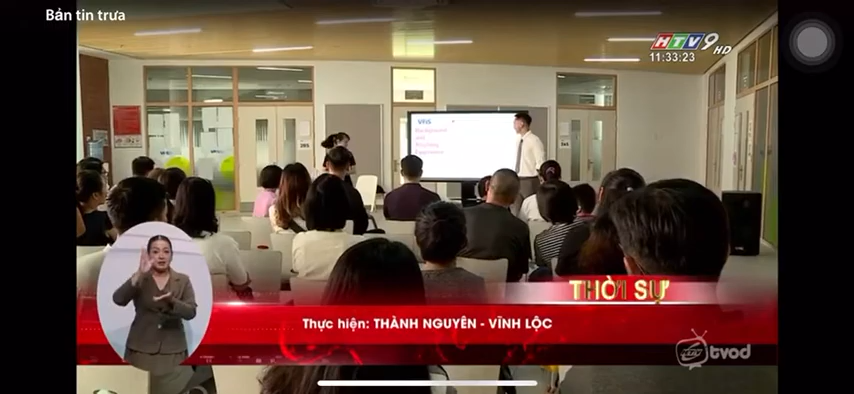 Bản tin trưa
HTV9 HD
11:33:23
VFIS
THỜI SỰ
Thực hiện: THÀNH NGUYÊN - VĨNH LỘC
tvod